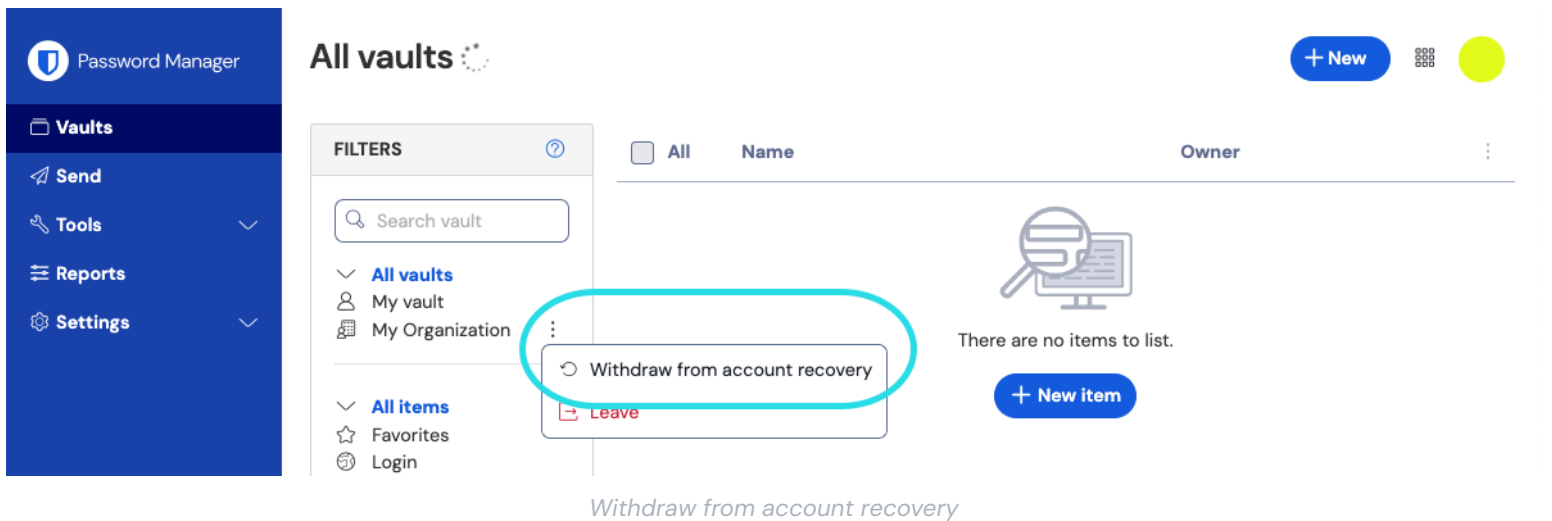 Password Manager
Vaults
Send
Tools
Reports
Settings
All vaults
+ New
FILTERS
Search vault
All vaults
My vault
My Organization
Withdraw from account recovery
Leave
All items
Favorites
Login
All Name Owner
There are no items to list.
+ New item
Withdraw from account recovery